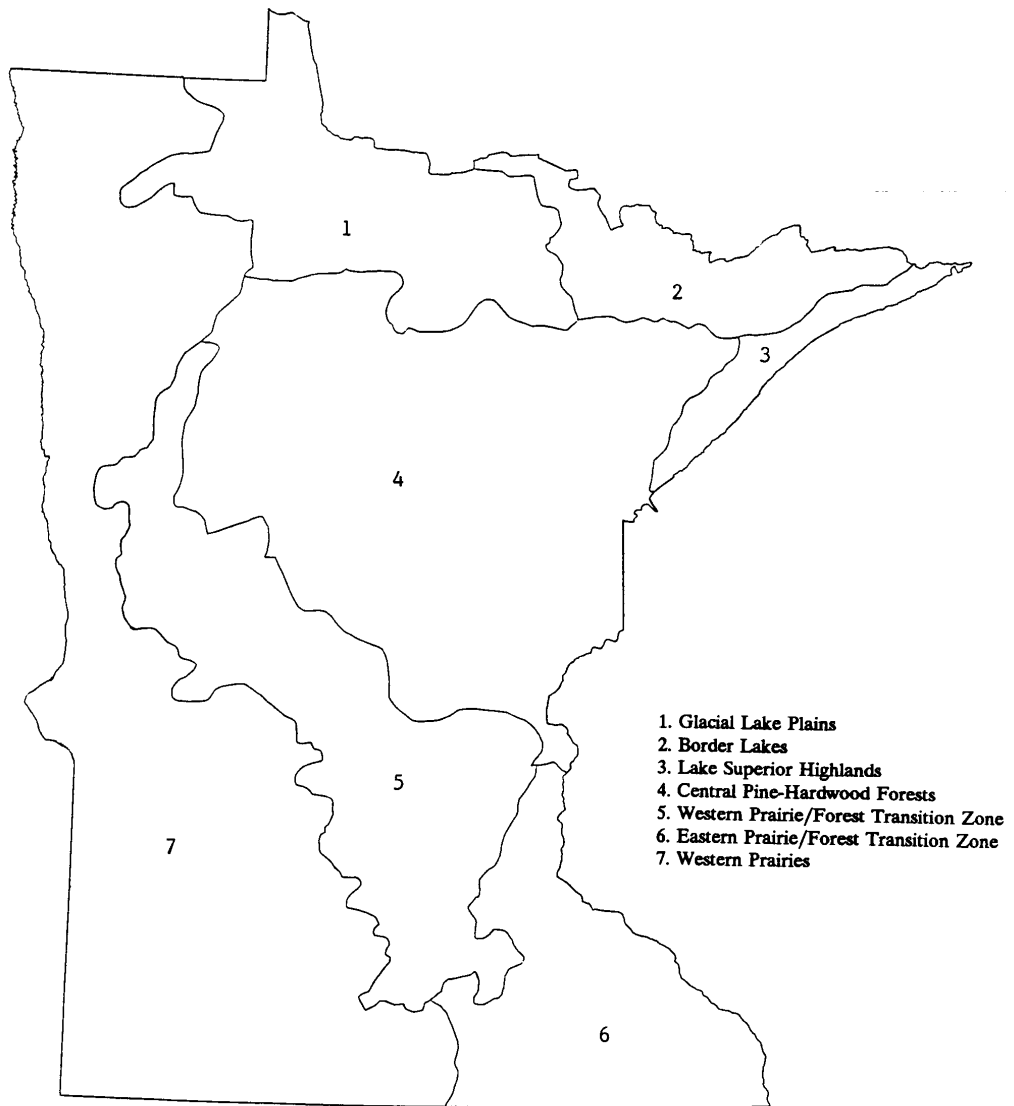 1
2
3
4
5
6
7
1. Glacial Lake Plains
2. Border Lakes
3. Lake Superior Highlands
4. Central Pine-Hardwood Forests
5. Western Prairie/Forest Transition Zone
6. Eastern Prairie/Forest Transition Zone
7. Western Prairies